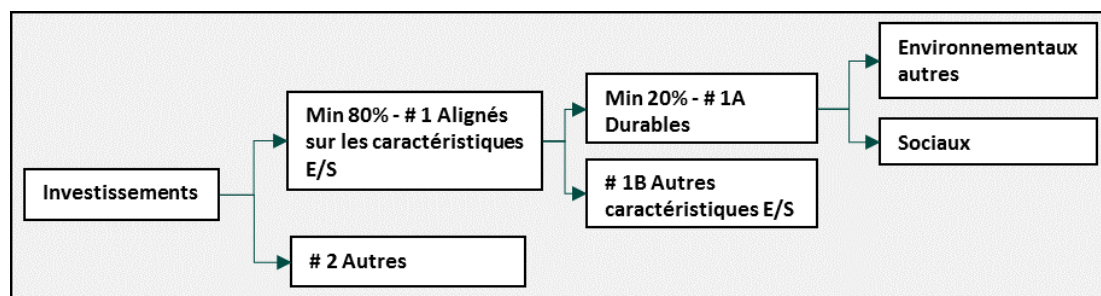 Investissements
Min 80% - # 1 Alignés
sur les caractéristiques
E/S
# 2 Autres
Min 20% - # 1A
Durables
# 1B Autres
caractéristiques E/S
Environnementaux
autres
Sociaux